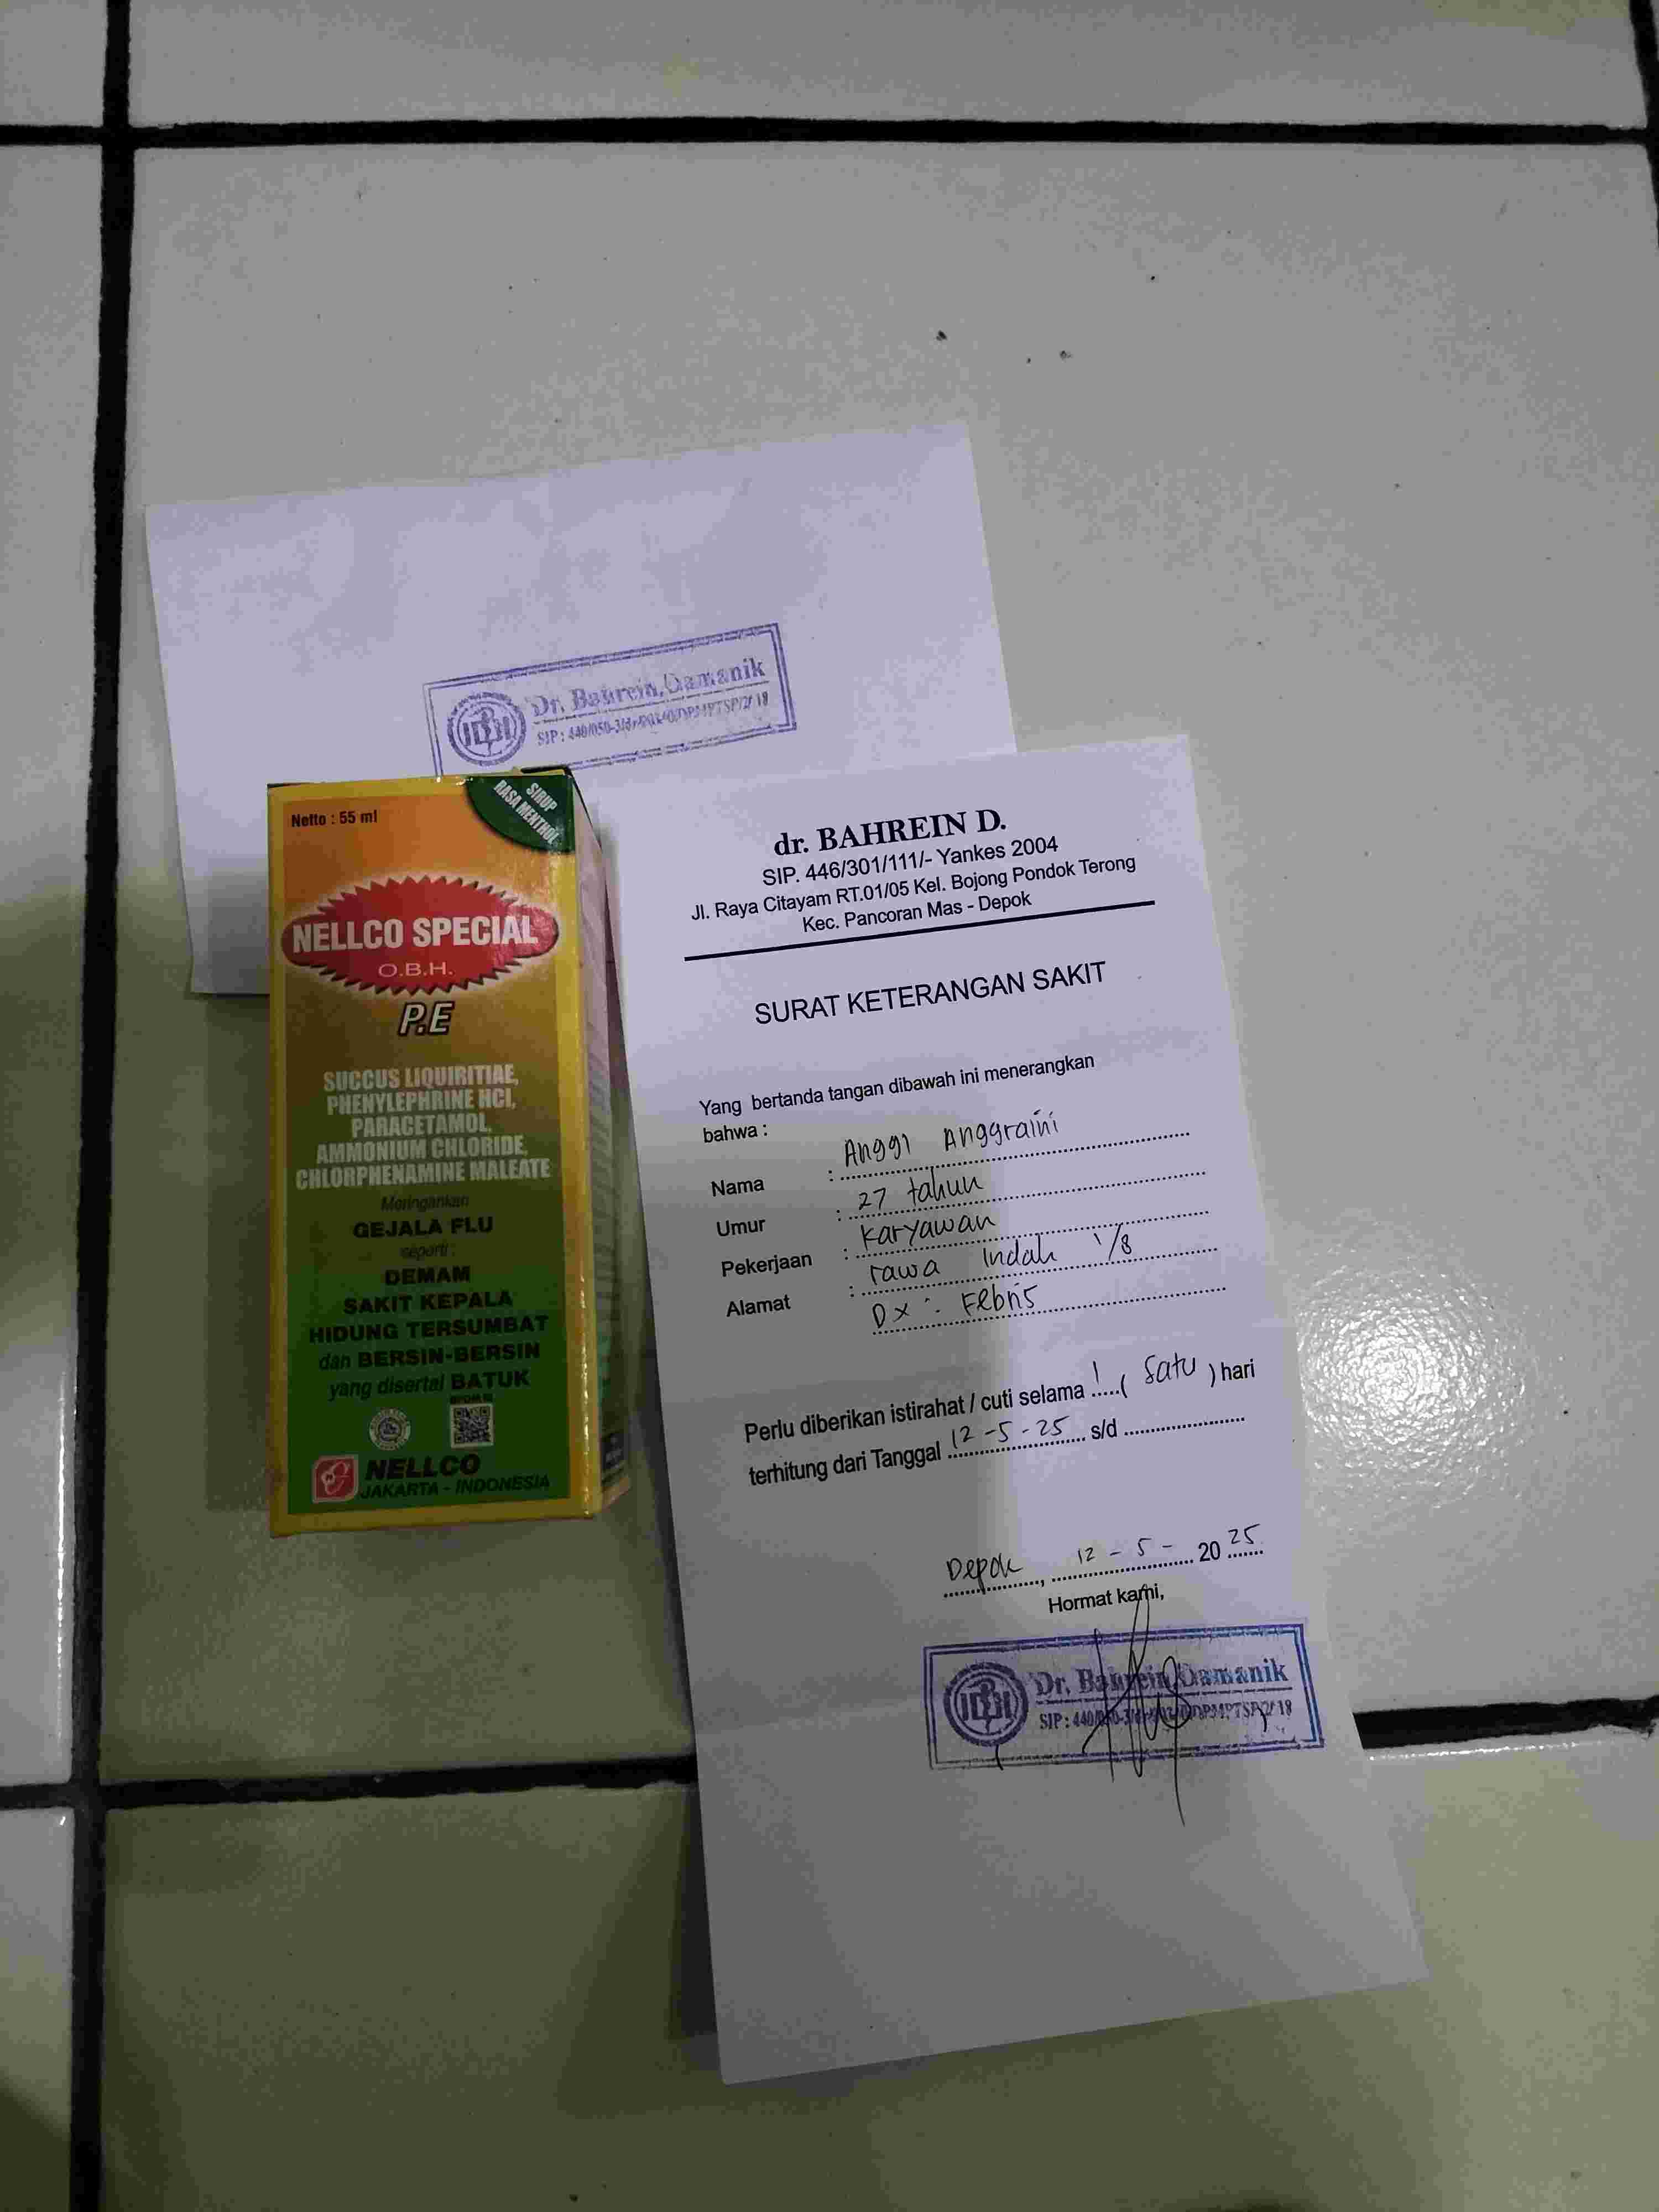 Dr. Bahrein Damanik
Netto : 55 ml
SIRUP
RASA MENTHOL
NELLCO SPECIAL
O.B.H.
P.E
SUCCUS LIQUIRITIAE,
PHENYLEPHRINE HCl,
PARACETAMOL,
AMMONIUM CHLORIDE,
CHLORPHENAMINE MALEATE
Meringankan
GEJALA FLU
seperti :
DEMAM
SAKIT KEPALA
HIDUNG TERSUMBAT
dan BERSIN-BERSIN
yang disertai BATUK
NELLCO
JAKARTA - INDONESIA
dr. BAHREIN D.
SIP. 446/301/111/- Yankes 2004
Jl. Raya Citayam RT.01/05 Kel. Bojong Pondok Terong
Kec. Pancoran Mas - Depok
SURAT KETERANGAN SAKIT
Yang bertanda tangan dibawah ini menerangkan
bahwa :
Nama : Anggi Anggraini
Umur : 27 tahun
Pekerjaan : Karyawan
Alamat : rawa Indah 1/8
Dx : Febris
Perlu diberikan istirahat / cuti selama 1 ( Satu ) hari
terhitung dari Tanggal 12-5-25 s/d
Depok, 12 - 5 - 2025
Hormat kami,
Dr. Bahrein Damanik